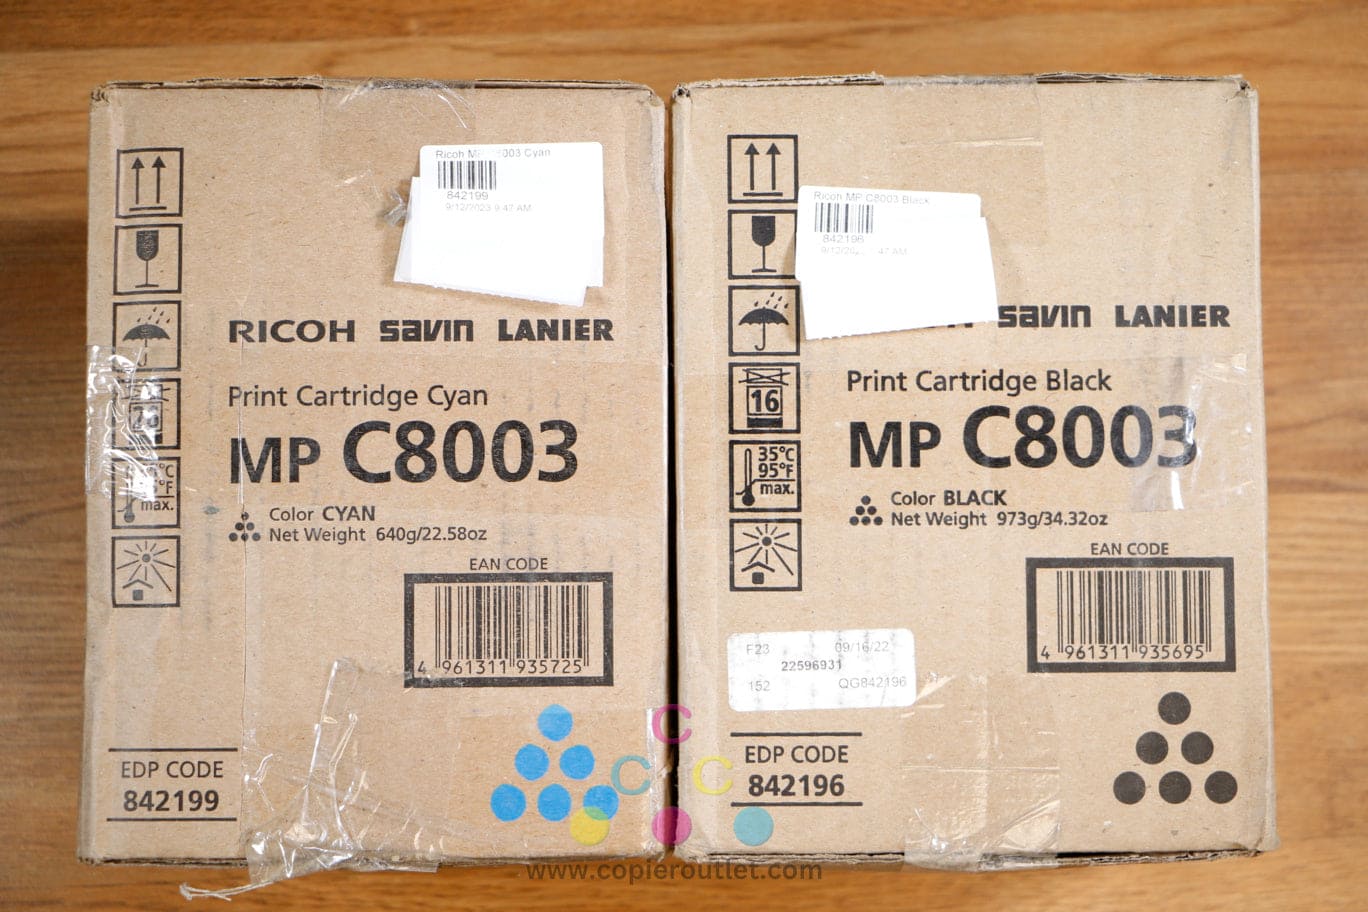 Ricoh MP C8003 Cyan
842199
9/12/2023 9:47 AM
RICOH Savin LANIER
Print Cartridge Cyan
MP C8003
Color CYAN
Net Weight 640g/22.58oz
EAN CODE
4 961311 935725
max.
EDP CODE
842199
Ricoh MP C8003 Black
842196
47 AM
Savin LANIER
Print Cartridge Black
MP C8003
16
35°C
95°F
max.
Color BLACK
Net Weight 973g/34.32oz
EAN CODE
4 961311 935695
F23 09/16/22
22596931
152 QG842196
EDP CODE
842196
C
C C
www.copieroutlet.com